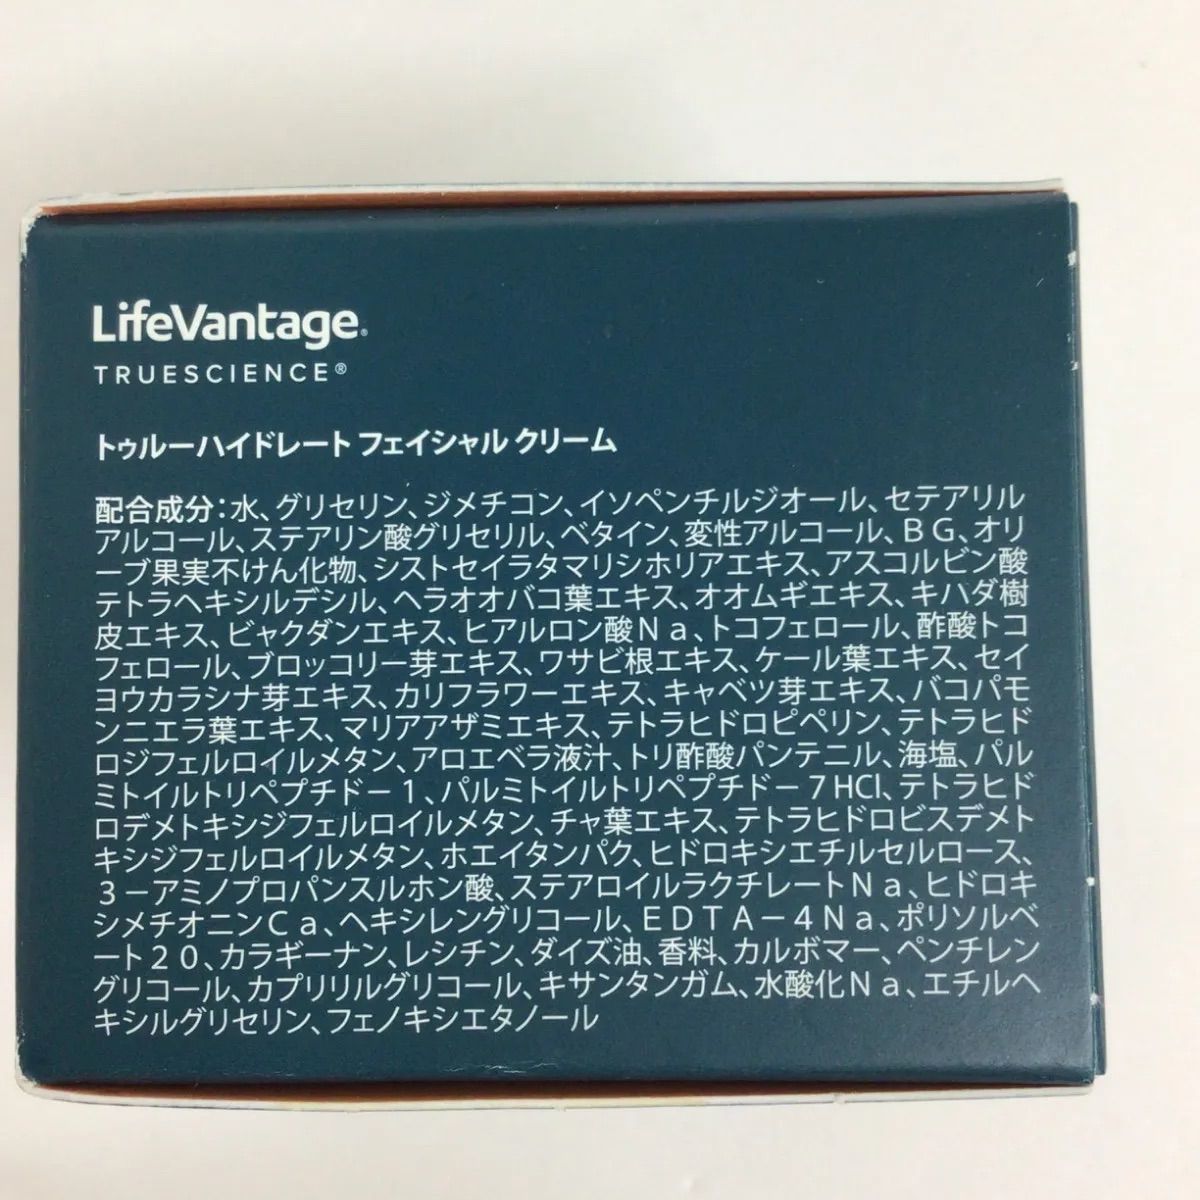 LifeVantage®
TRUESCIENCE®
トゥルーハイドレート フェイシャル クリーム
配合成分：水、グリセリン、ジメチコン、イソペンチルジオール、セテアリル
アルコール、ステアリン酸グリセリル、ベタイン、変性アルコール、ＢＧ、オリ
ーブ果実不けん化物、シストセイラタマリシホリアエキス、アスコルビン酸
テトラヘキシルデシル、ヘラオオバコ葉エキス、オオムギエキス、キハダ樹
皮エキス、ビャクダンエキス、ヒアルロン酸Ｎａ、トコフェロール、酢酸トコ
フェロール、ブロッコリー芽エキス、ワサビ根エキス、ケール葉エキス、セイ
ヨウカラシナ芽エキス、カリフラワーエキス、キャベツ芽エキス、バコパモ
ンニエラ葉エキス、マリアアザミエキス、テトラヒドロピペリン、テトラヒド
ロジフェルロイルメタン、アロエベラ液汁、トリ酢酸パンテニル、海塩、パル
ミトイルトリペプチド－１、パルミトイルトリペプチド－７HCl、テトラヒド
ロデメトキシジフェルロイルメタン、チャ葉エキス、テトラヒドロビスデメト
キシジフェルロイルメタン、ホエイタンパク、ヒドロキシエチルセルロース、
３－アミノプロパンスルホン酸、ステアロイルラクチレートＮａ、ヒドロキ
シメチオニンＣａ、ヘキシレングリコール、ＥＤＴＡ－４Ｎａ、ポリソルベ
ート２０、カラギーナン、レシチン、ダイズ油、香料、カルボマー、ペンチレン
グリコール、カプリリルグリコール、キサンタンガム、水酸化Ｎａ、エチルヘ
キシルグリセリン、フェノキシエタノール